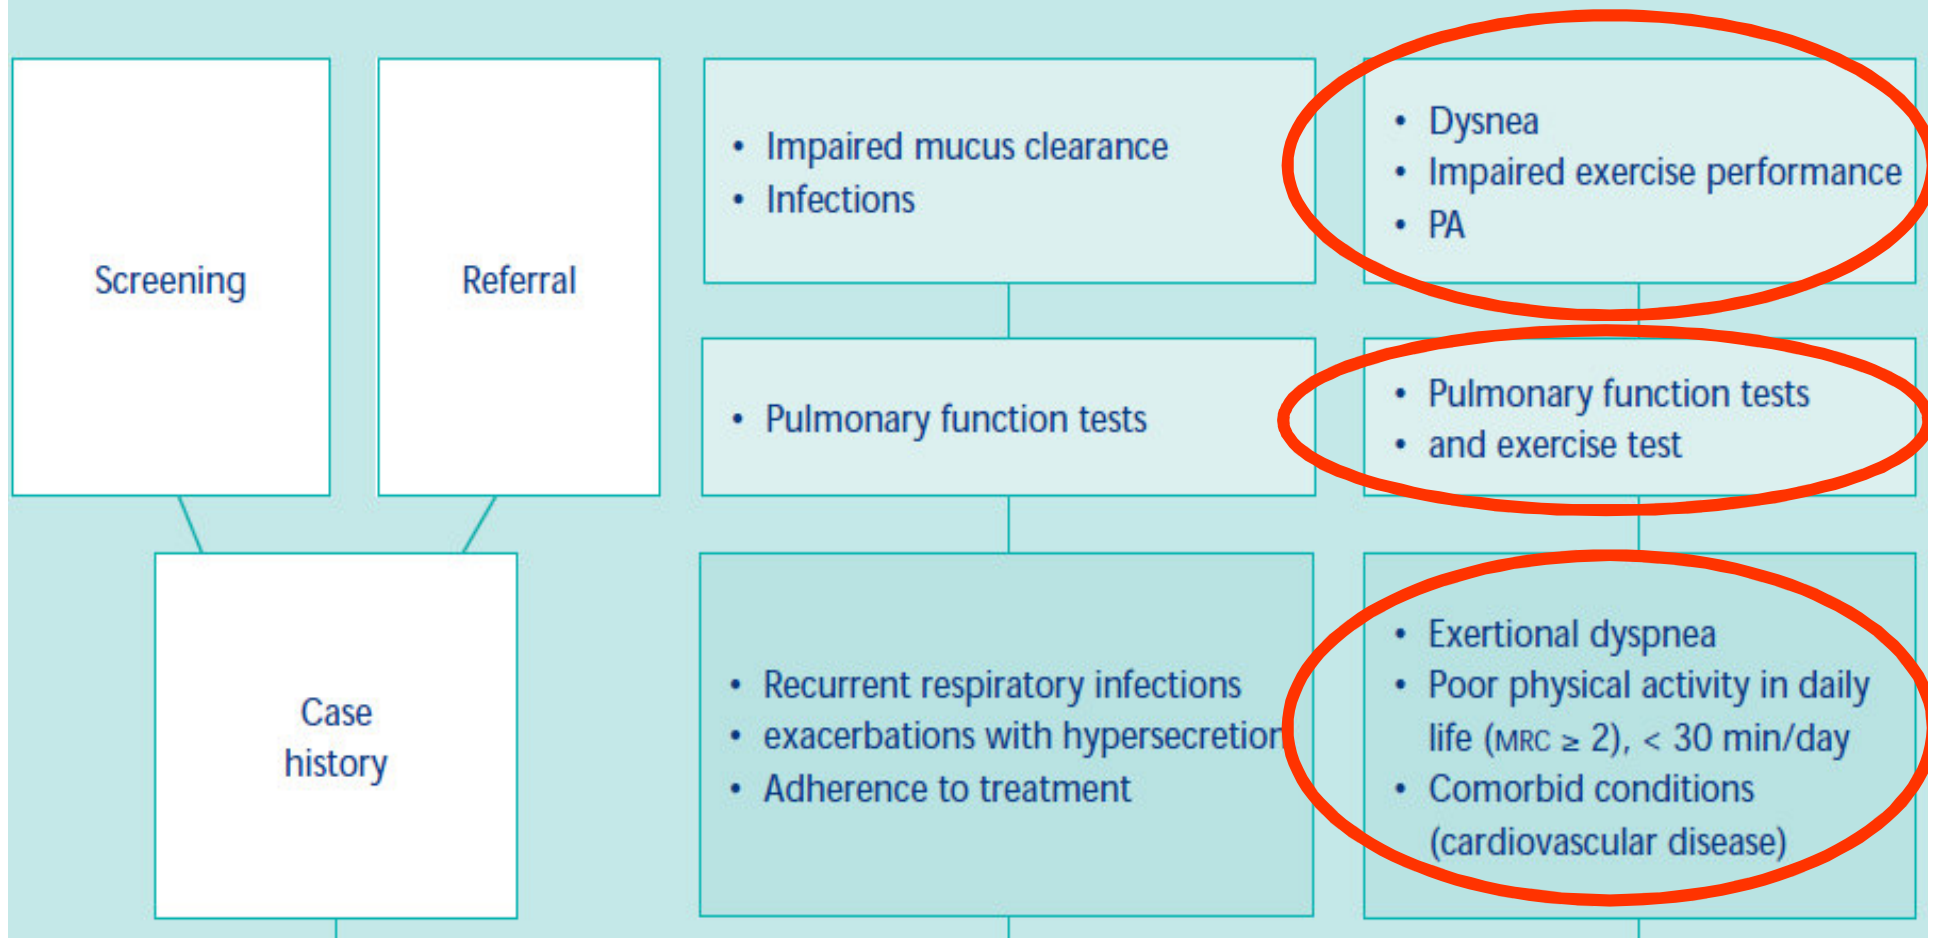 Screening
Referral
• Impaired mucus clearance
• Infections
• Dysnea
• Impaired exercise performance
• PA
• Pulmonary function tests
• Pulmonary function tests
• and exercise test
Case
history
• Recurrent respiratory infections
• exacerbations with hypersecretion
• Adherence to treatment
• Exertional dyspnea
• Poor physical activity in daily
life (MRC ≥ 2), < 30 min/day
• Comorbid conditions
(cardiovascular disease)